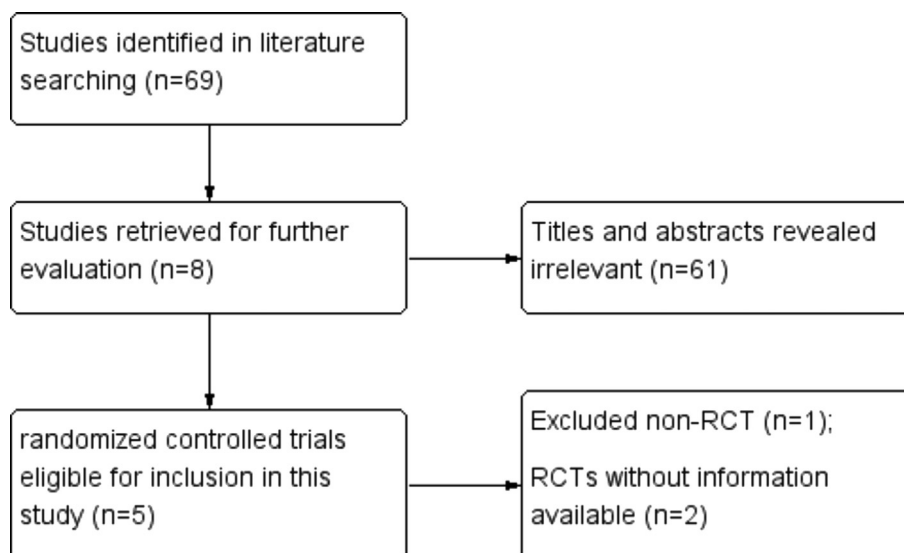 Studies identified in literature
searching (n=69)
Studies retrieved for further
evaluation (n=8)
Titles and abstracts revealed
irrelevant (n=61)
randomized controlled trials
eligible for inclusion in this
study (n=5)
Excluded non-RCT (n=1);
RCTs without information
available (n=2)